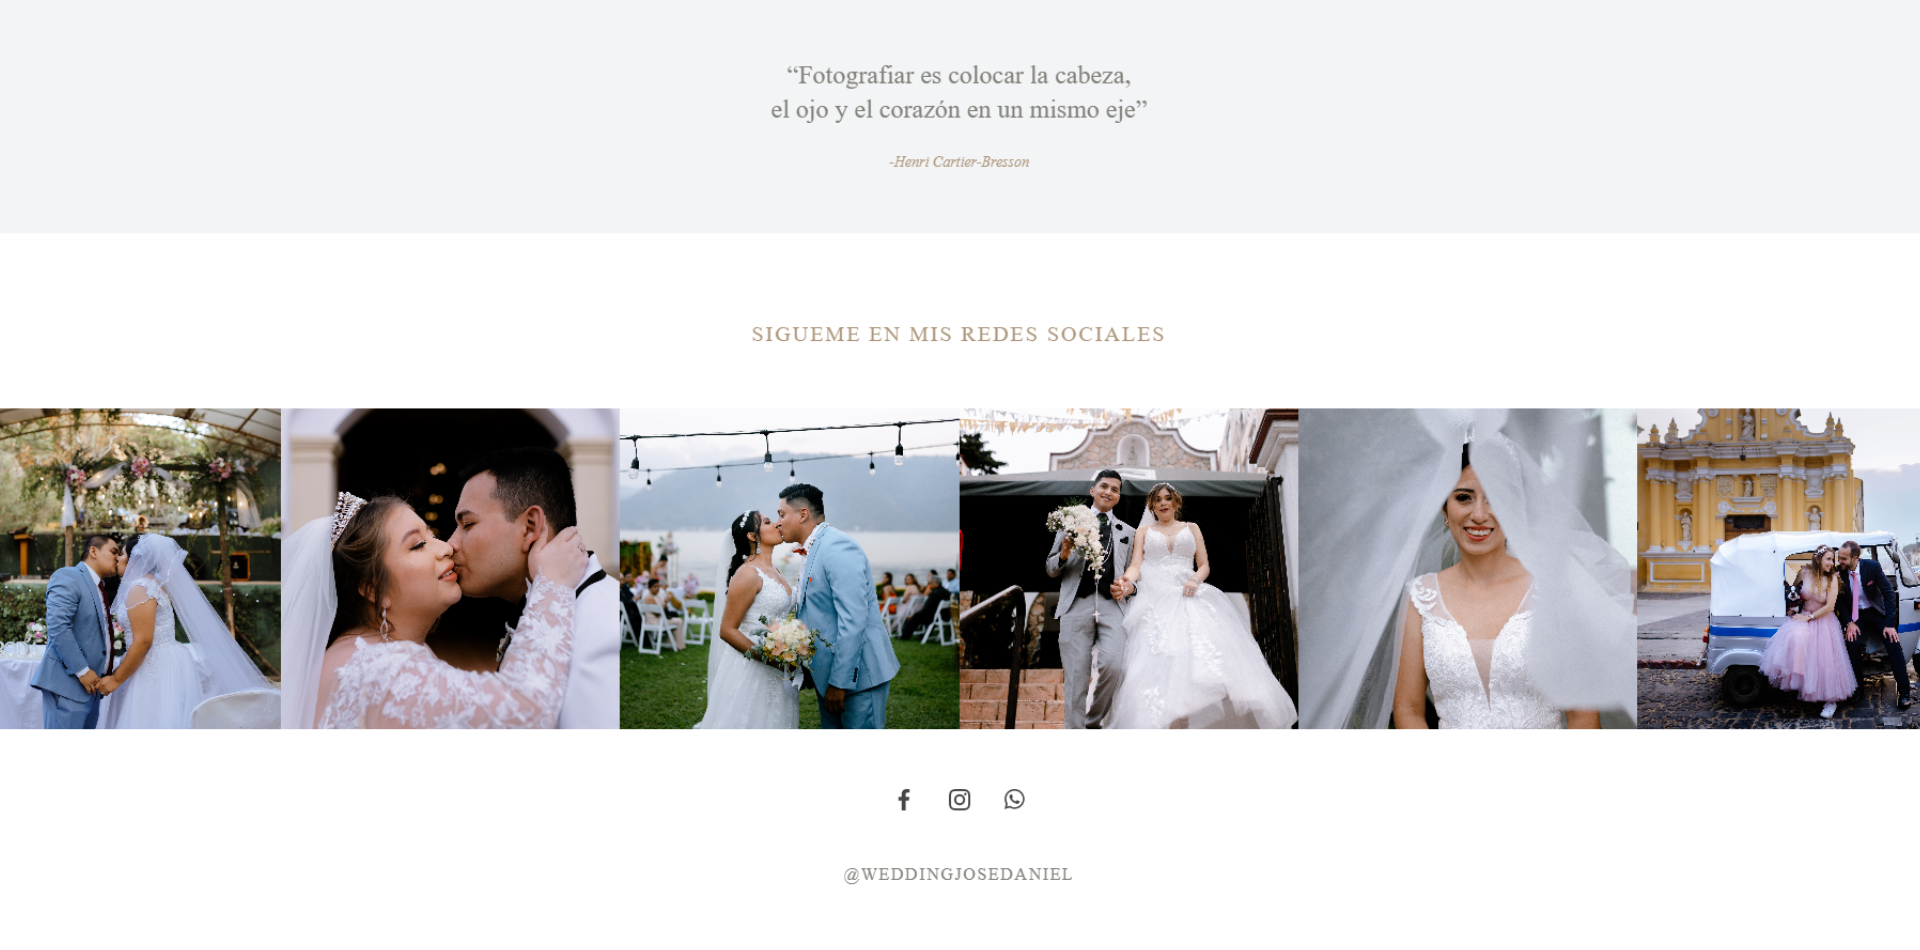 “Fotografiar es colocar la cabeza,
el ojo y el corazón en un mismo eje”
-Henri Cartier-Bresson
SIGUEME EN MIS REDES SOCIALES
@WEDDINGJOSEDANIEL